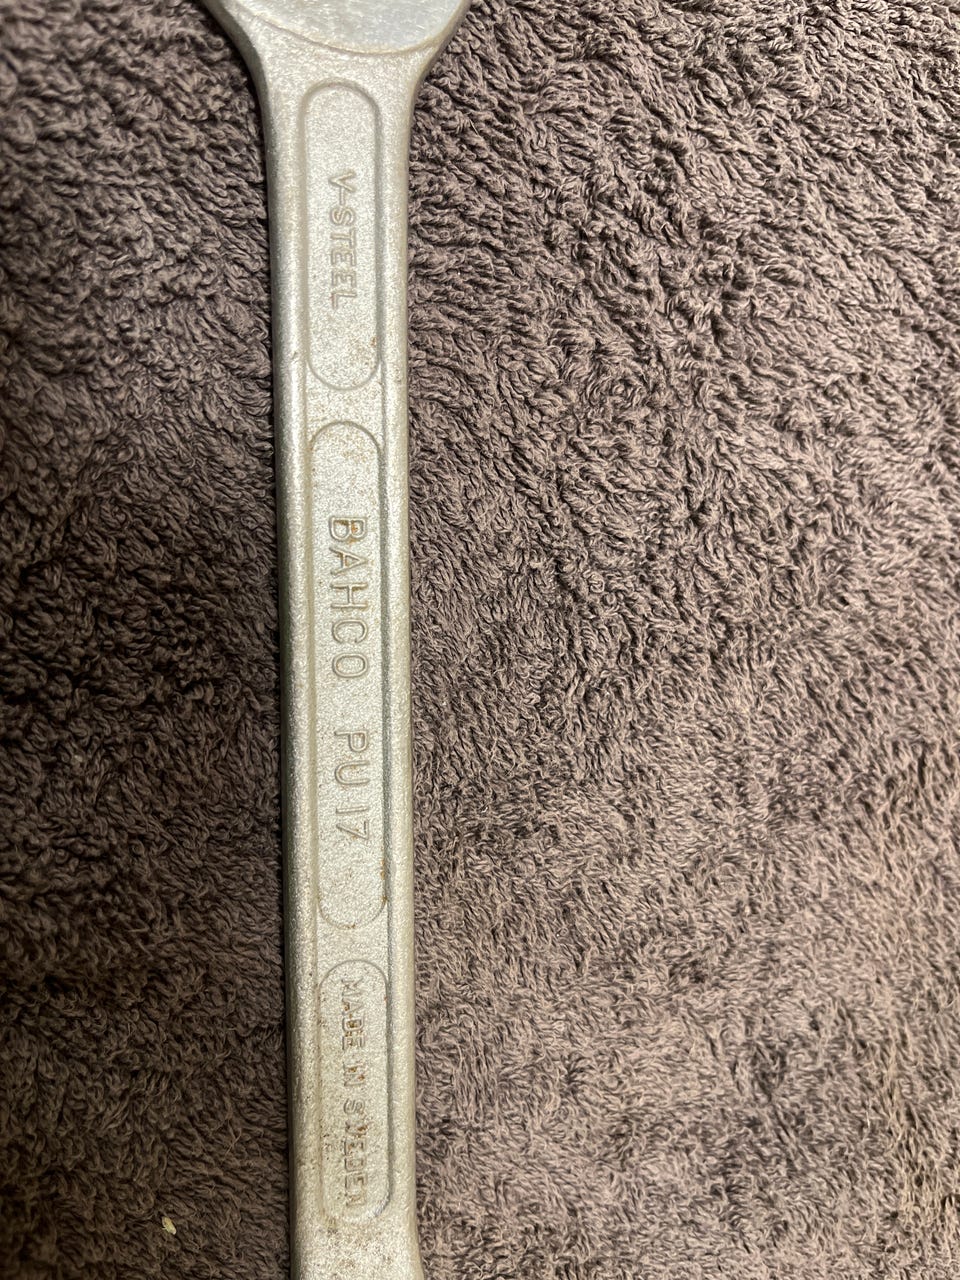 V-STEEL
BAHCO PU 17
MADE IN SWEDEN